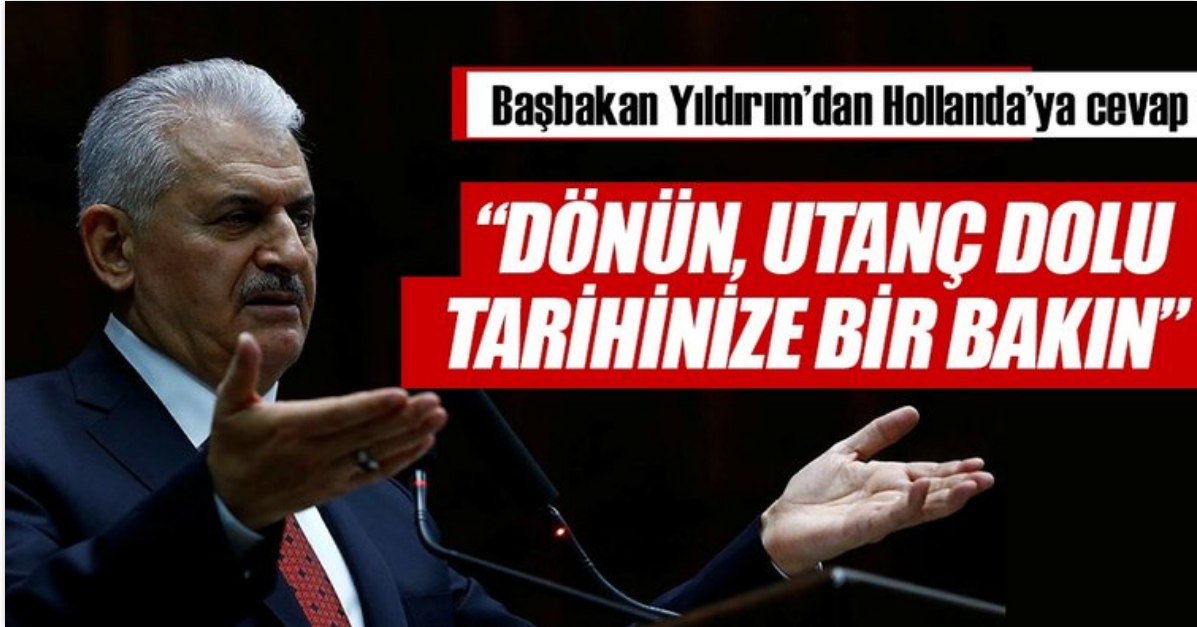 Başbakan Yıldırım'dan Hollanda'ya cevap
“DÖNÜN, UTANÇ DOLU
TARİHİNİZE BİR BAKIN”